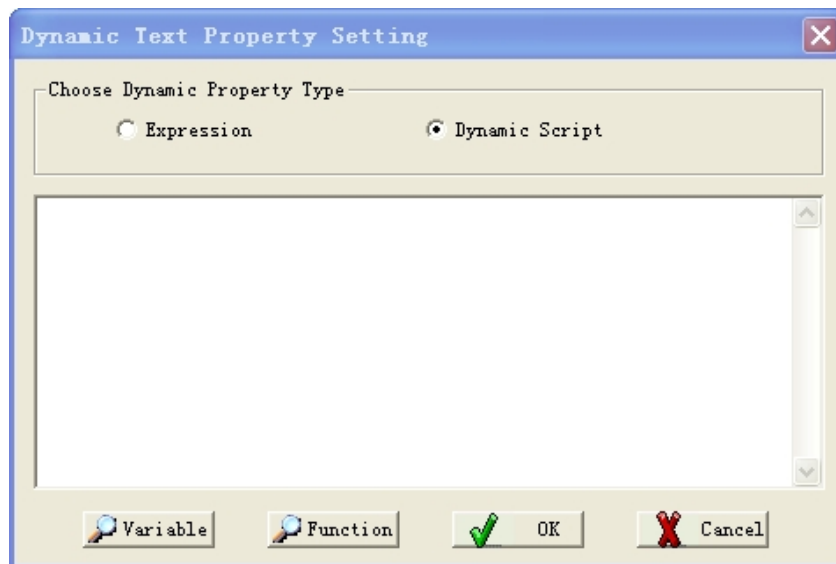 Dynamic Text Property Setting
Choose Dynamic Property Type
Expression Dynamic Script
Variable Function OK Cancel